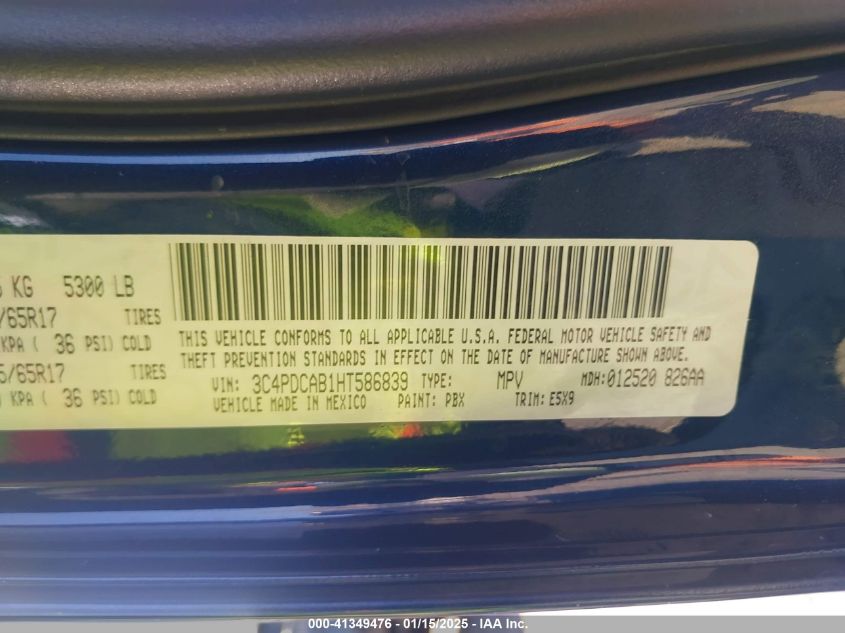 KG 5300 LB
/65R17 TIRES
KPA ( 36 PSI) COLD
/65R17 TIRES
KPA ( 36 PSI) COLD
THIS VEHICLE CONFORMS TO ALL APPLICABLE U.S.A. FEDERAL MOTOR VEHICLE SAFETY AND
THEFT PREVENTION STANDARDS IN EFFECT ON THE DATE OF MANUFACTURE SHOWN ABOVE.
VIN: 3C4PDCAB1HT586839 TYPE: MPV MDH:012520 826AA
VEHICLE MADE IN MEXICO PAINT: PBX TRIM: E5X9
000-41349476 - 01/15/2025 - IAA Inc.